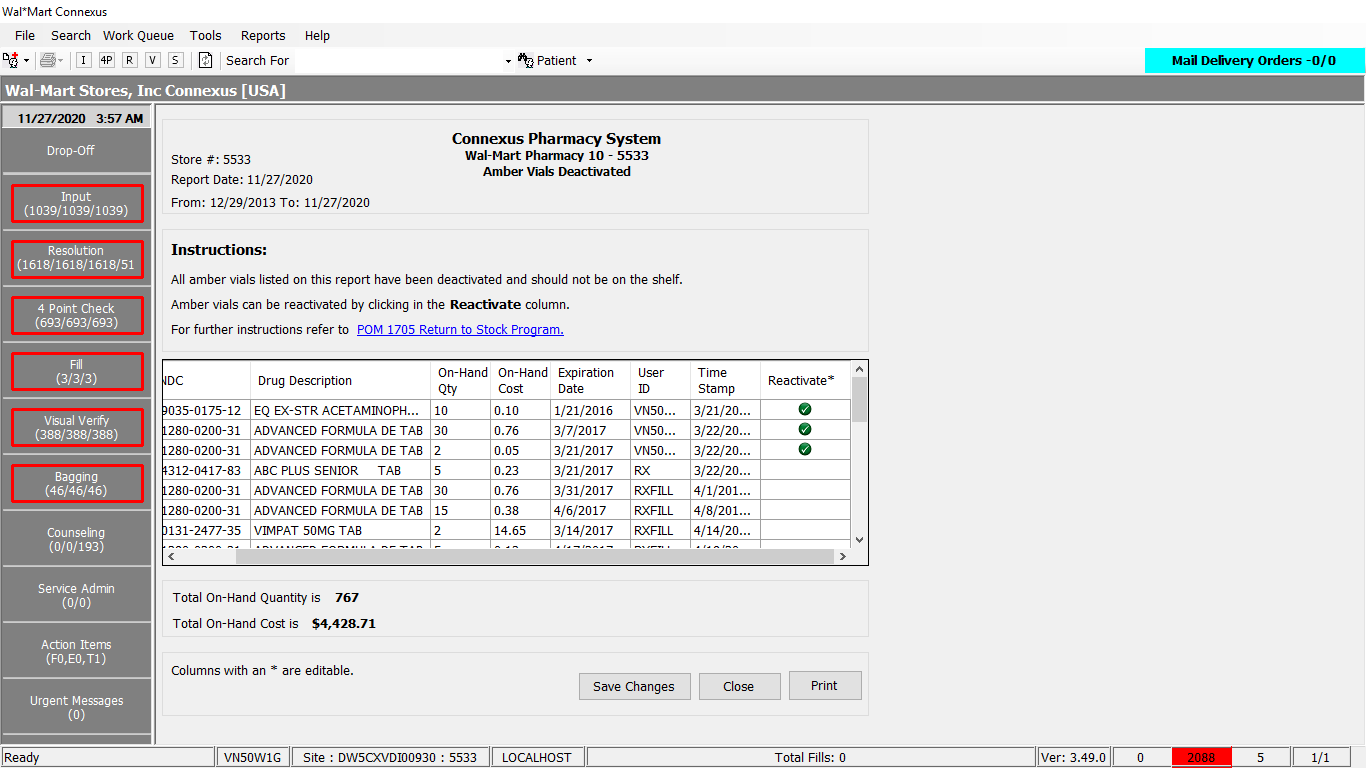 Wal*Mart Connexus
File Search Work Queue Tools Reports Help
I 4P R V S Search For Patient
Mail Delivery Orders -0/0
Wal-Mart Stores, Inc Connexus [USA]
11/27/2020 3:57 AM
Drop-Off
Input
(1039/1039/1039)
Resolution
(1618/1618/1618/51
4 Point Check
(693/693/693)
Fill
(3/3/3)
Visual Verify
(388/388/388)
Bagging
(46/46/46)
Counseling
(0/0/193)
Service Admin
(0/0)
Action Items
(F0,E0,T1)
Urgent Messages
(0)
Connexus Pharmacy System
Wal-Mart Pharmacy 10 - 5533
Amber Vials Deactivated
Store #: 5533
Report Date: 11/27/2020
From: 12/29/2013 To: 11/27/2020
Instructions:
All amber vials listed on this report have been deactivated and should not be on the shelf.
Amber vials can be reactivated by clicking in the Reactivate column.
For further instructions refer to POM 1705 Return to Stock Program.
NDC Drug Description On-Hand Qty On-Hand Cost Expiration Date User ID Time Stamp Reactivate*
9035-0175-12 EQ EX-STR ACETAMINOPH... 10 0.10 1/21/2016 VN50... 3/21/20...
1280-0200-31 ADVANCED FORMULA DE TAB 30 0.76 3/7/2017 VN50... 3/22/20...
1280-0200-31 ADVANCED FORMULA DE TAB 2 0.05 3/21/2017 VN50... 3/22/20...
4312-0417-83 ABC PLUS SENIOR TAB 5 0.23 3/21/2017 RX 3/22/20...
1280-0200-31 ADVANCED FORMULA DE TAB 30 0.76 3/31/2017 RXFILL 4/1/201...
1280-0200-31 ADVANCED FORMULA DE TAB 15 0.38 4/6/2017 RXFILL 4/8/201...
0131-2477-35 VIMPAT 50MG TAB 2 14.65 3/14/2017 RXFILL 4/14/20...
Total On-Hand Quantity is 767
Total On-Hand Cost is $4,428.71
Columns with an * are editable.
Save Changes Close Print
Ready VN50W1G Site : DW5CXVDI00930 : 5533 LOCALHOST Total Fills: 0 Ver: 3.49.0 0 2088 5 1/1